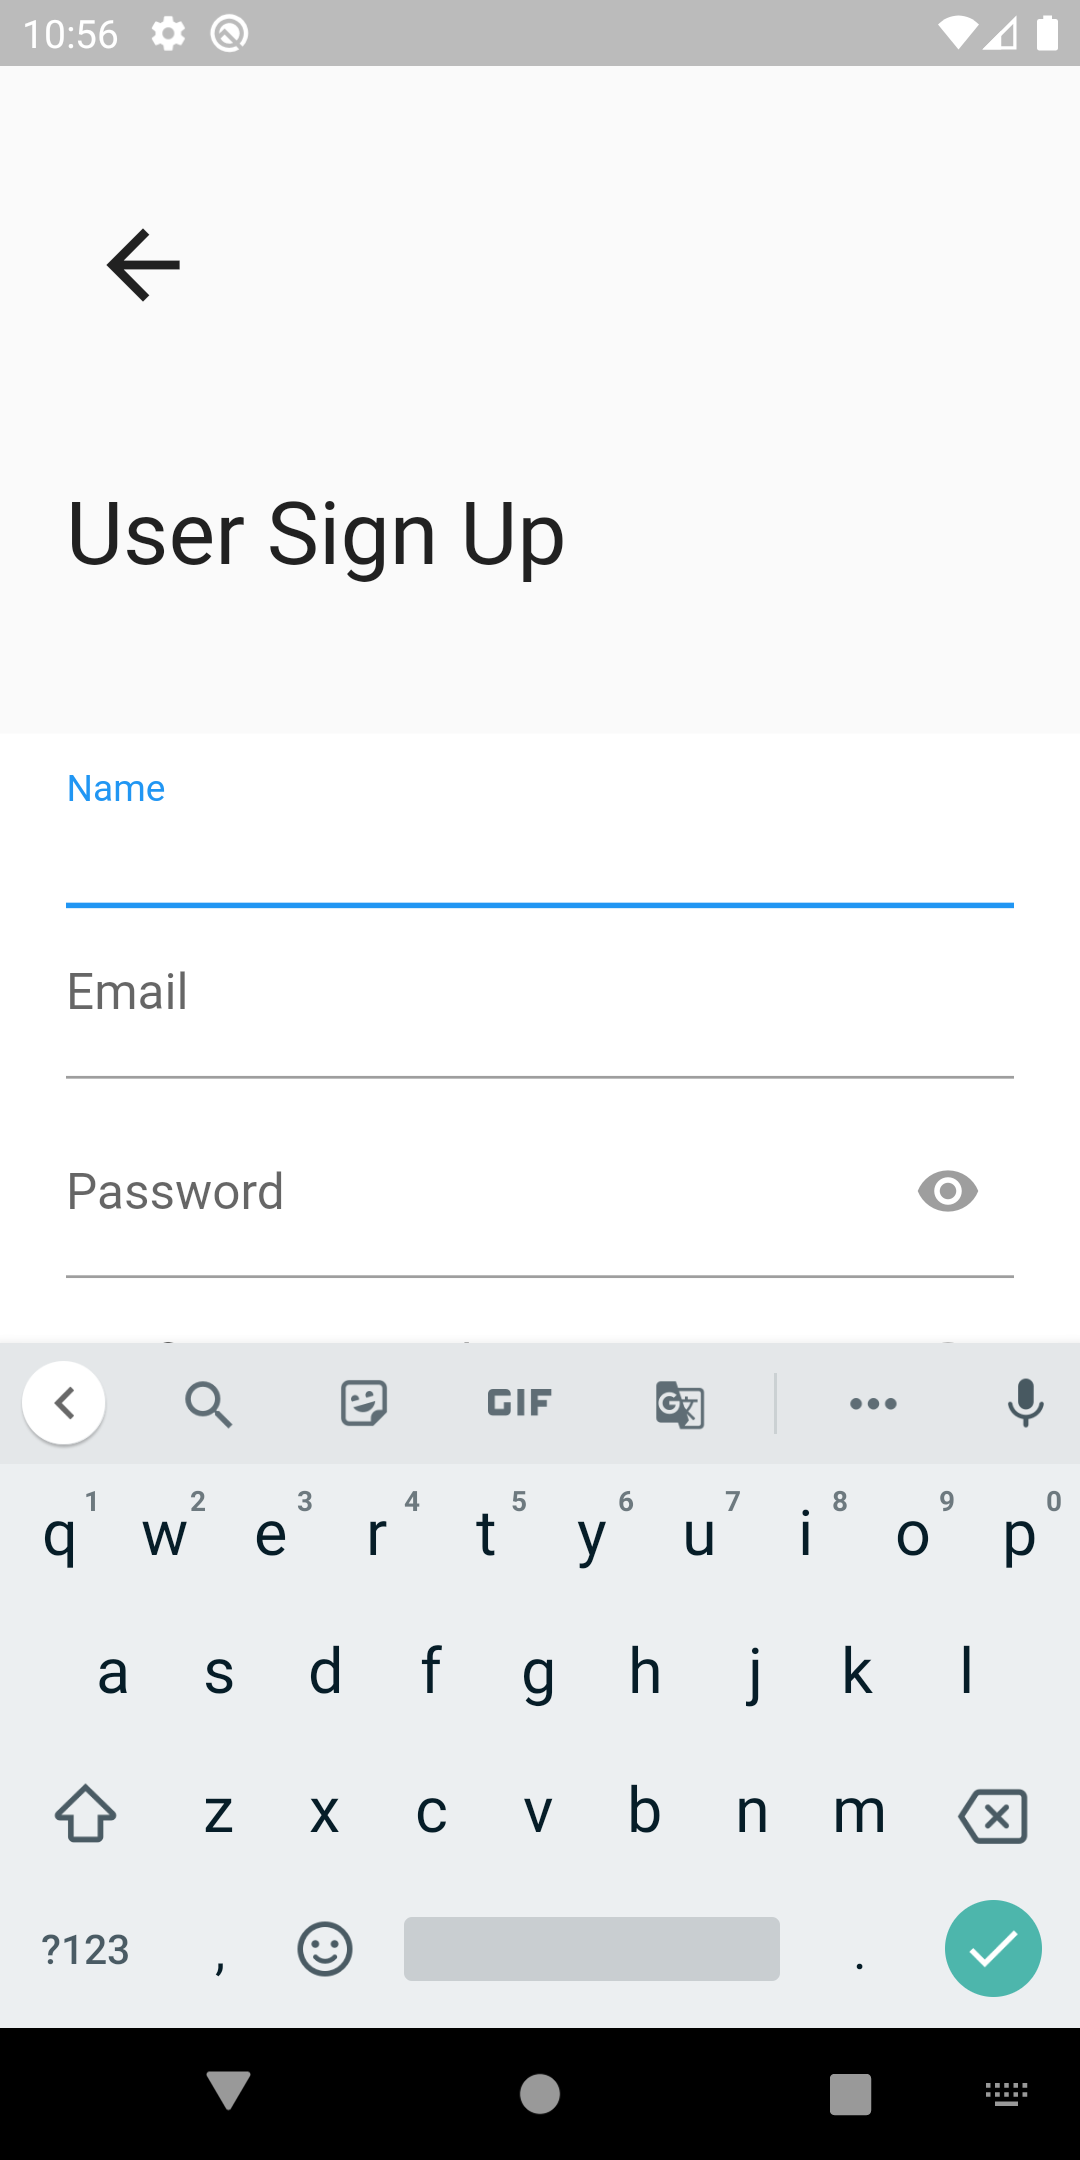 10:56
User Sign Up
Name
Email
Password
GIF
G 文
1 2 3 4 5 6 7 8 9 0
q w e r t y u i o p
a s d f g h j k l
z x c v b n m
?123 , .